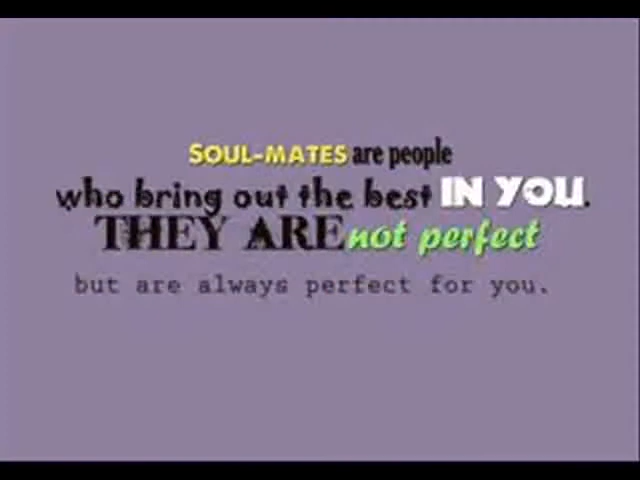 SOUL-MATES are people
who bring out the best IN YOU.
THEY ARE not perfect
but are always perfect for you.